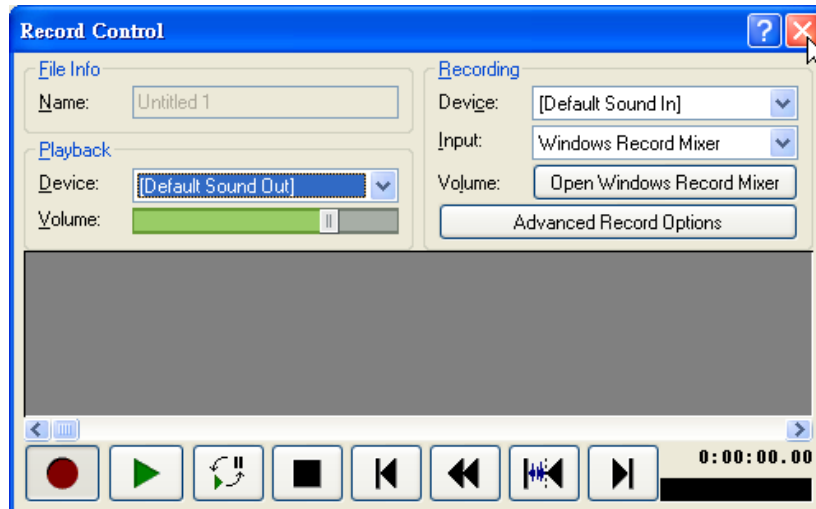 Record Control
File Info
Name: Untitled 1
Playback
Device: [Default Sound Out]
Volume:
Recording
Device: [Default Sound In]
Input: Windows Record Mixer
Volume: Open Windows Record Mixer
Advanced Record Options
0:00:00.00